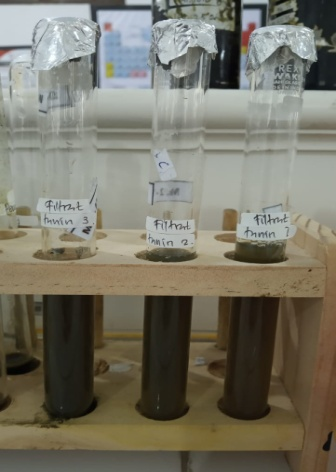 Filtrat
tanin 3
Filtrat
tanin 2
Filtrat
tanin 1